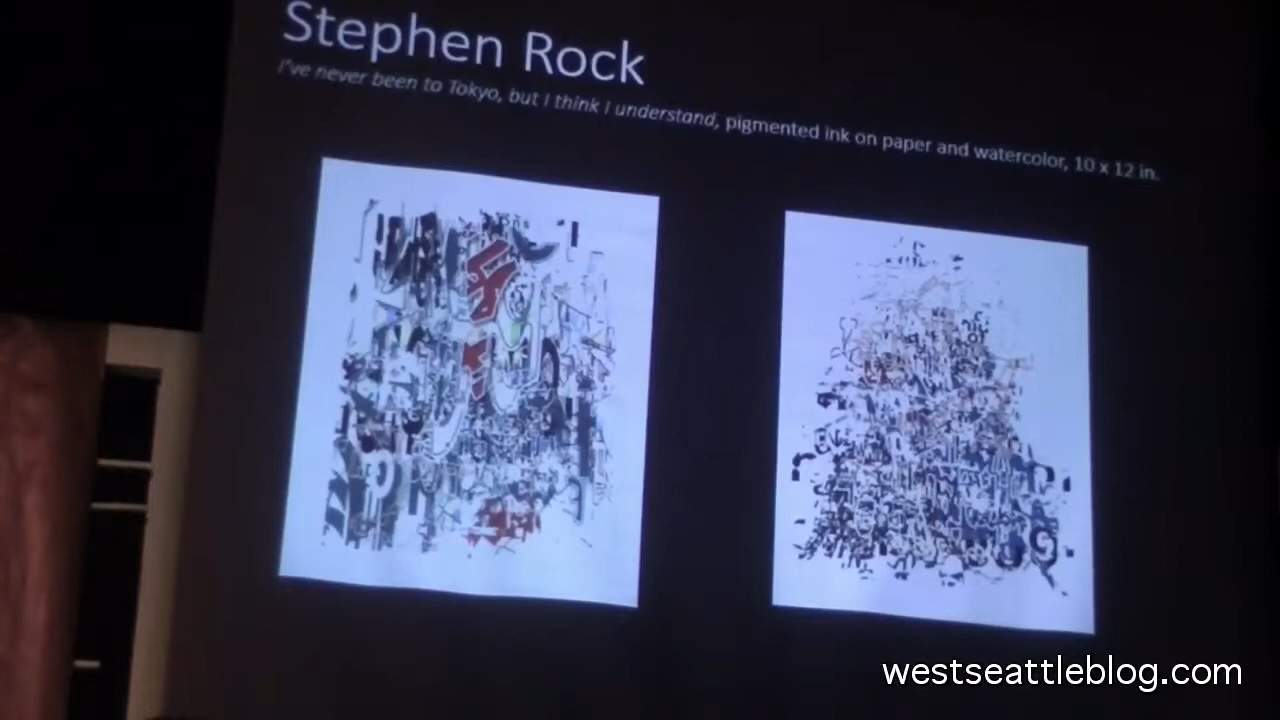 Stephen Rock
I've never been to Tokyo, but I think I understand, pigmented ink on paper and watercolor, 10 x 12 in.
westseattleblog.com